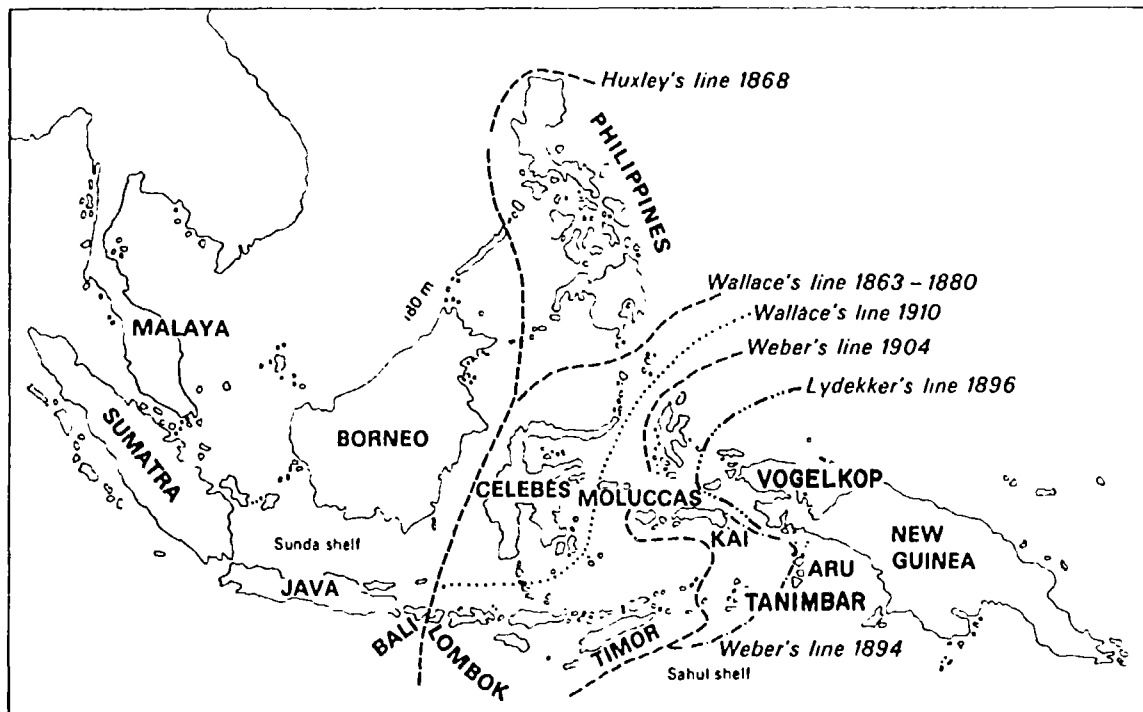 Huxley's line 1868
PHILIPPINES
Wallace's line 1863 – 1880
180 m
Wallace's line 1910
MALAYA
Weber's line 1904
Lydekker's line 1896
SUMATRA
BORNEO
CELEBES
MOLUCCAS
VOGELKOP
NEW
GUINEA
KAI
Sunda shelf
ARU
JAVA
TANIMBAR
BALI
LOMBOK
TIMOR
Weber's line 1894
Sahul shelf